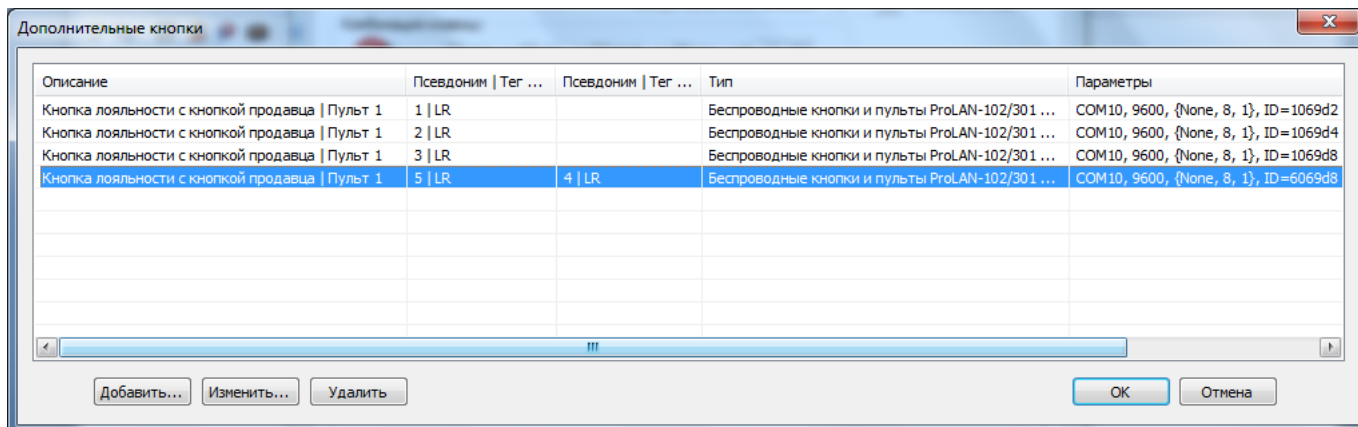 Дополнительные кнопки
Описание Псевдоним | Тег ... Псевдоним | Тег ... Тип Параметры
Кнопка лояльности с кнопкой продавца | Пульт 1 1 | LR Беспроводные кнопки и пульты ProLAN-102/301 ... COM10, 9600, {None, 8, 1}, ID=1069d2
Кнопка лояльности с кнопкой продавца | Пульт 1 2 | LR Беспроводные кнопки и пульты ProLAN-102/301 ... COM10, 9600, {None, 8, 1}, ID=1069d4
Кнопка лояльности с кнопкой продавца | Пульт 1 3 | LR Беспроводные кнопки и пульты ProLAN-102/301 ... COM10, 9600, {None, 8, 1}, ID=1069d8
Кнопка лояльности с кнопкой продавца | Пульт 1 5 | LR 4 | LR Беспроводные кнопки и пульты ProLAN-102/301 ... COM10, 9600, {None, 8, 1}, ID=6069d8
Добавить... Изменить... Удалить OK Отмена